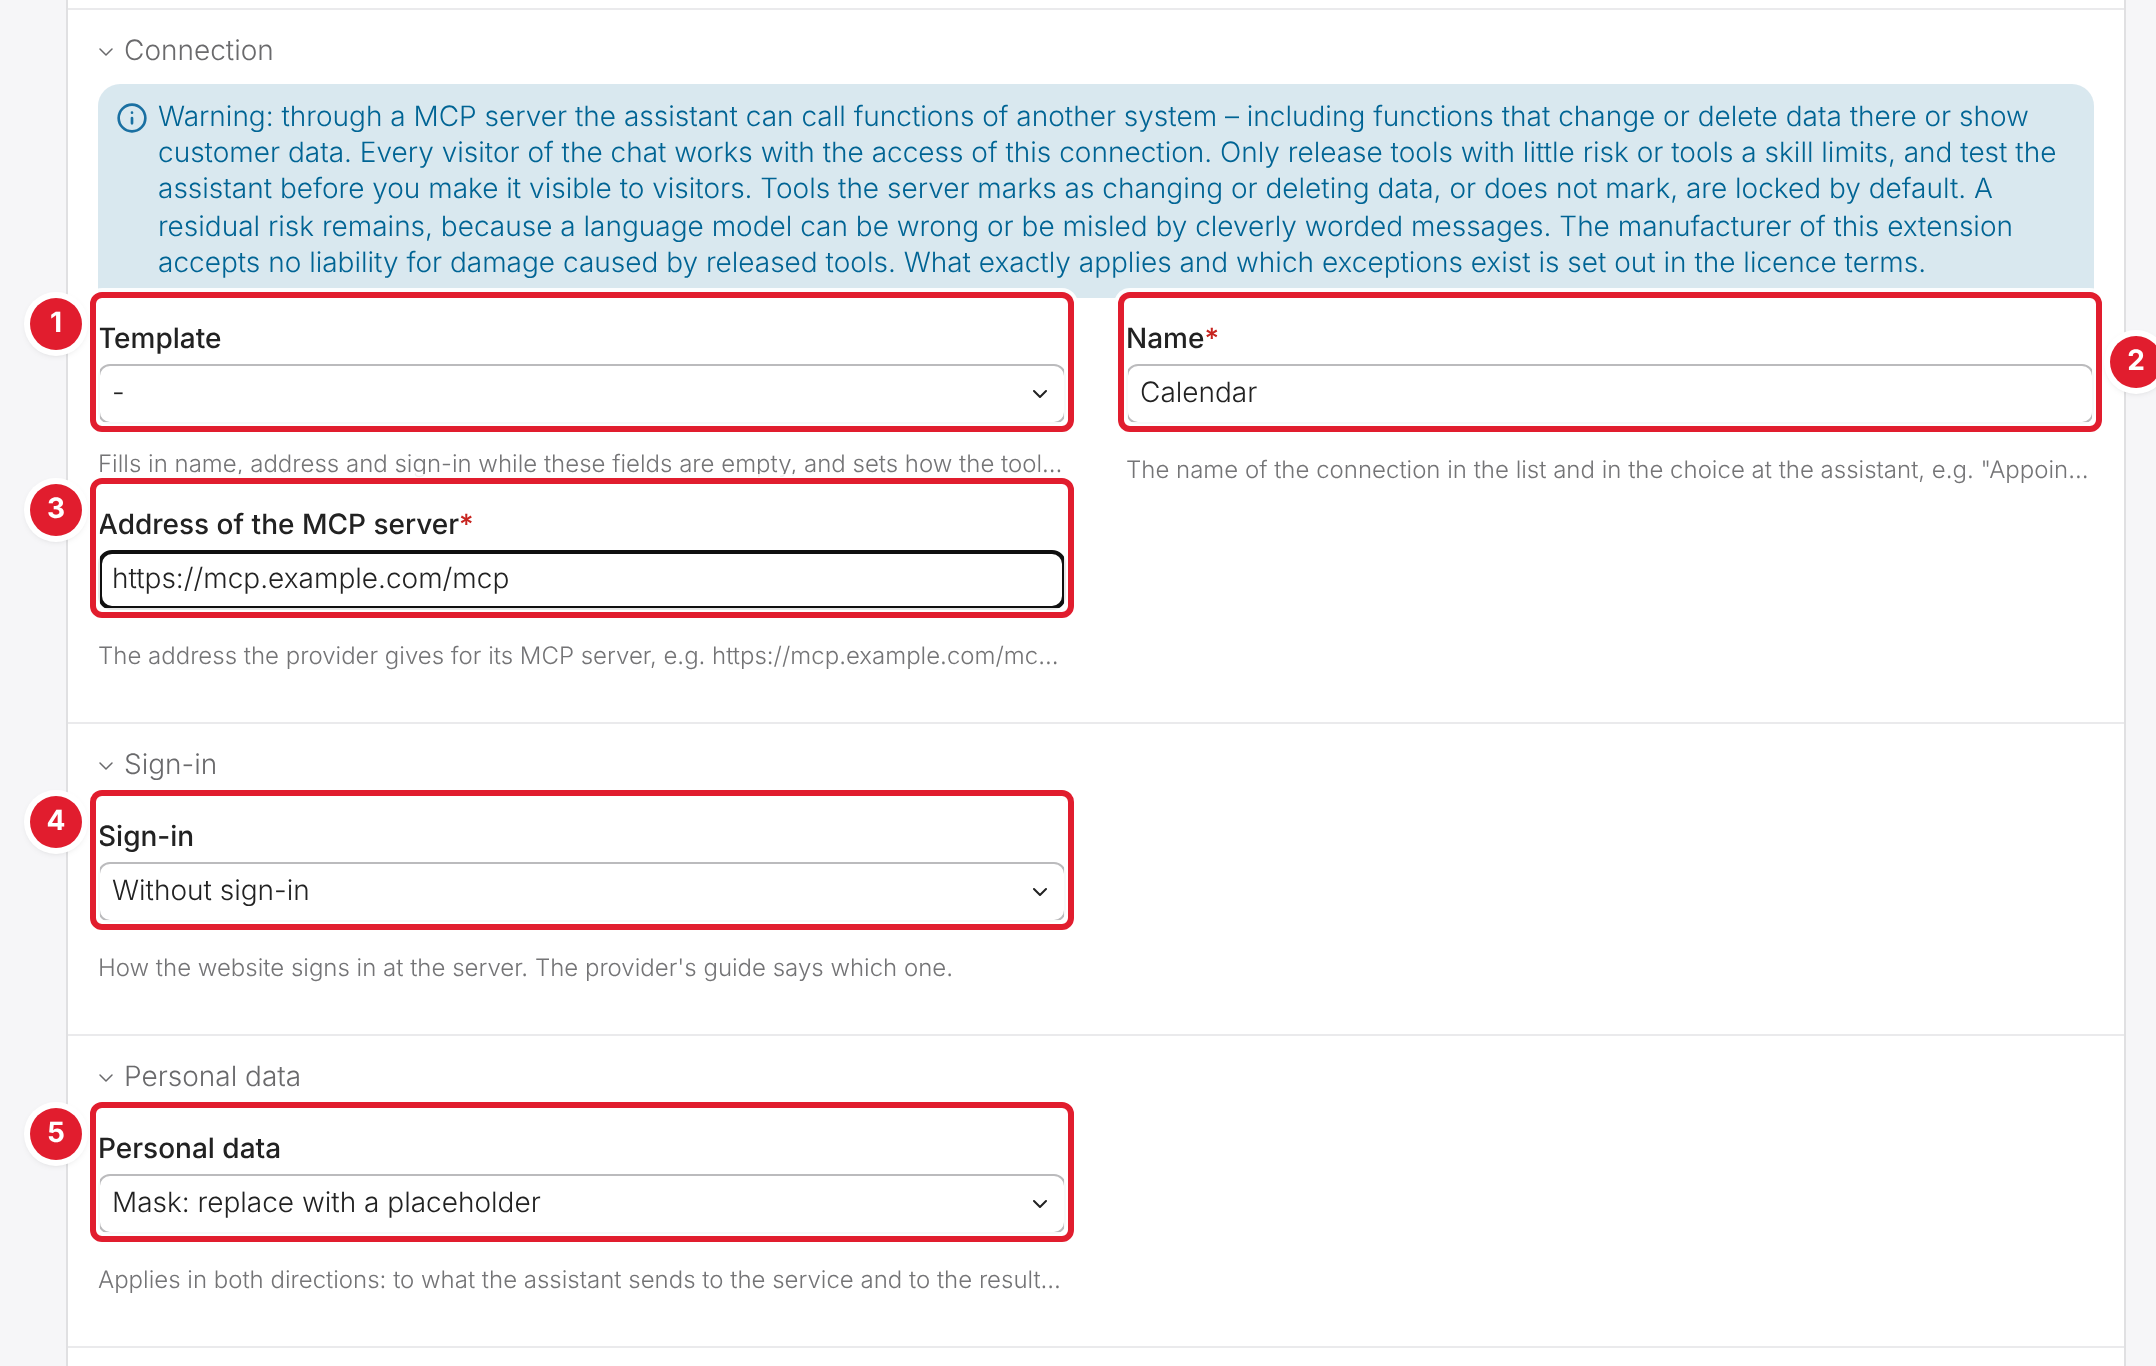 Connection
Warning: through a MCP server the assistant can call functions of another system – including functions that change or delete data there or show
customer data. Every visitor of the chat works with the access of this connection. Only release tools with little risk or tools a skill limits, and test the
assistant before you make it visible to visitors. Tools the server marks as changing or deleting data, or does not mark, are locked by default. A
residual risk remains, because a language model can be wrong or be misled by cleverly worded messages. The manufacturer of this extension
accepts no liability for damage caused by released tools. What exactly applies and which exceptions exist is set out in the licence terms.
1
Template
-
Fills in name, address and sign-in while these fields are empty, and sets how the tool...
Name*
Calendar
2
The name of the connection in the list and in the choice at the assistant, e.g. "Appoin...
3
Address of the MCP server*
https://mcp.example.com/mcp
The address the provider gives for its MCP server, e.g. https://mcp.example.com/mc...
Sign-in
4
Sign-in
Without sign-in
How the website signs in at the server. The provider's guide says which one.
Personal data
5
Personal data
Mask: replace with a placeholder
Applies in both directions: to what the assistant sends to the service and to the result...